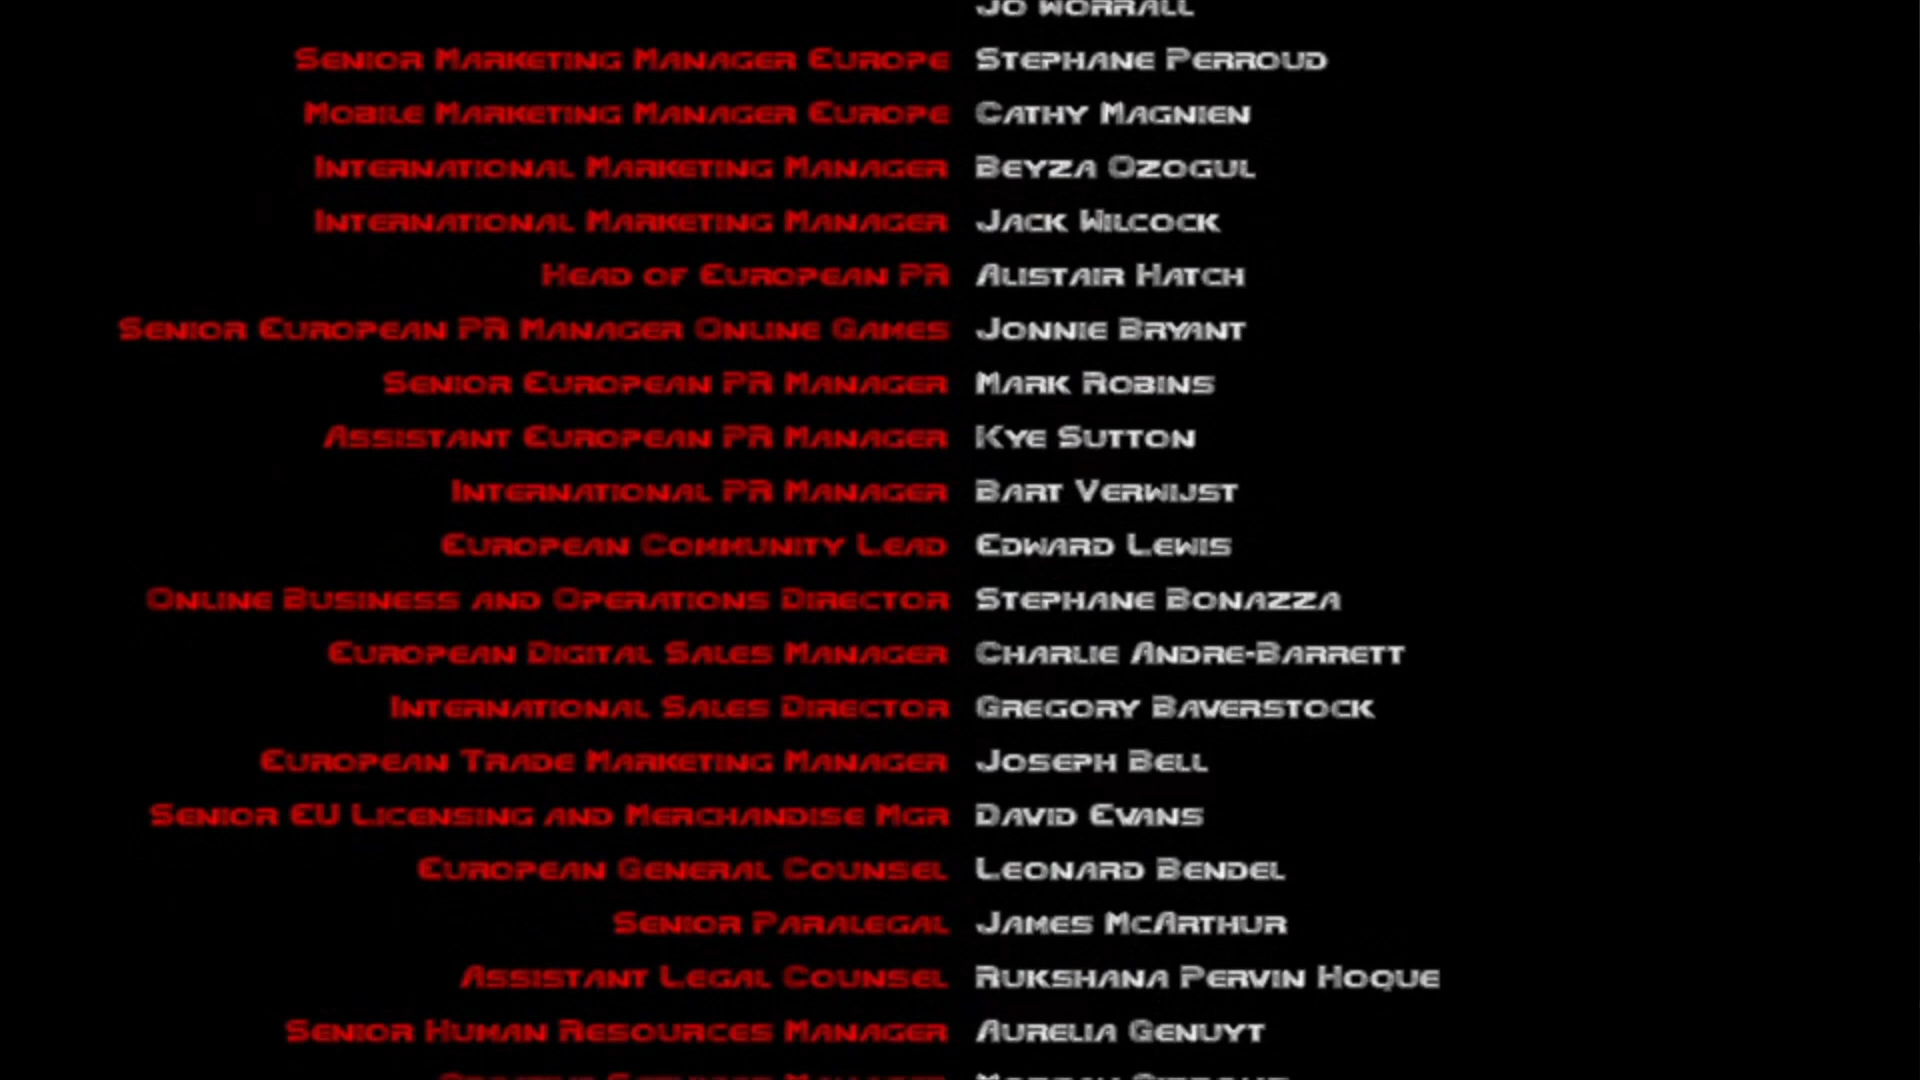 Jo Worrall
Senior Marketing Manager Europe Stephane Perroud
Mobile Marketing Manager Europe Cathy Magnien
International Marketing Manager Beyza Ozogul
International Marketing Manager Jack Wilcock
Head of European PR Alistair Hatch
Senior European PR Manager Online Games Jonnie Bryant
Senior European PR Manager Mark Robins
Assistant European PR Manager Kye Sutton
International PR Manager Bart Verwijst
European Community Lead Edward Lewis
Online Business and Operations Director Stephane Bonazza
European Digital Sales Manager Charlie Andre-Barrett
International Sales Director Gregory Baverstock
European Trade Marketing Manager Joseph Bell
Senior EU Licensing and Merchandise Mgr David Evans
European General Counsel Leonard Bendel
Senior Paralegal James McArthur
Assistant Legal Counsel Rukshana Pervin Hoque
Senior Human Resources Manager Aurelia Genuyt